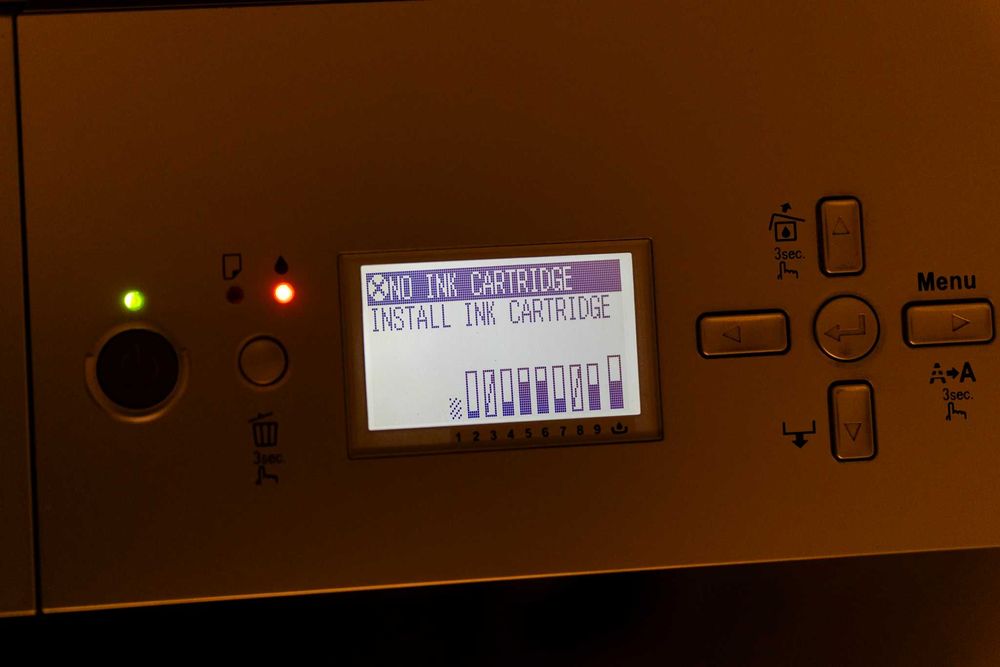 NO INK CARTRIDGE
INSTALL INK CARTRIDGE
1 2 3 4 5 6 7 8 9
3sec.
3sec.
Menu
A→A
3sec.